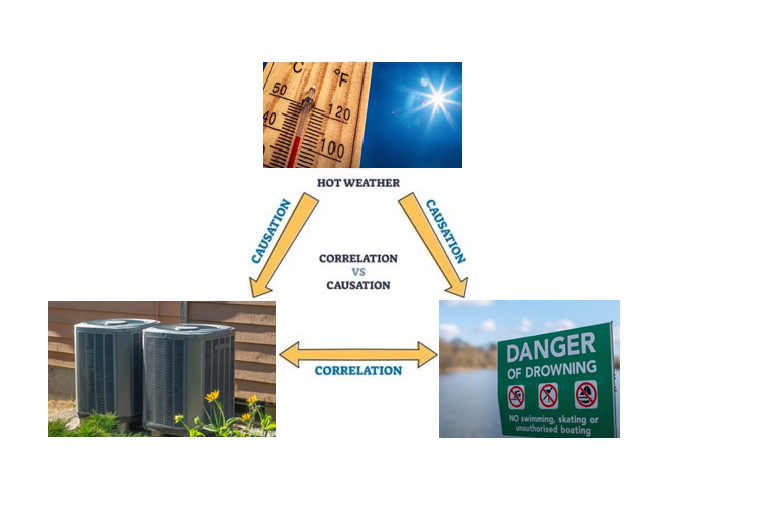 C °F
50 120
40
100
HOT WEATHER
CAUSATION
CAUSATION
CORRELATION
VS
CAUSATION
CORRELATION
DANGER
OF DROWNING
NO swimming, skating or
unauthorised boating